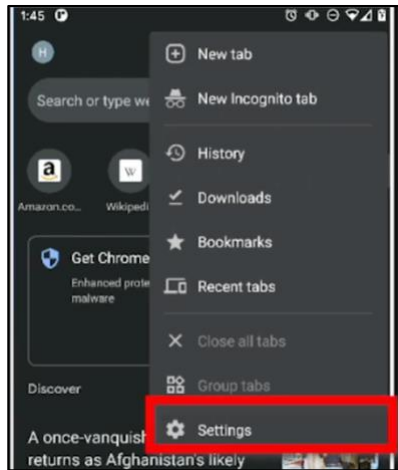 1:45
H
New tab
Search or type we
New Incognito tab
History
a
W
Amazon.co...
Wikipedi
Downloads
Get Chrome
Bookmarks
Enhanced prote
malware
Recent tabs
Close all tabs
Discover
Group tabs
Settings
A once-vanquish
returns as Afghanistan's likely